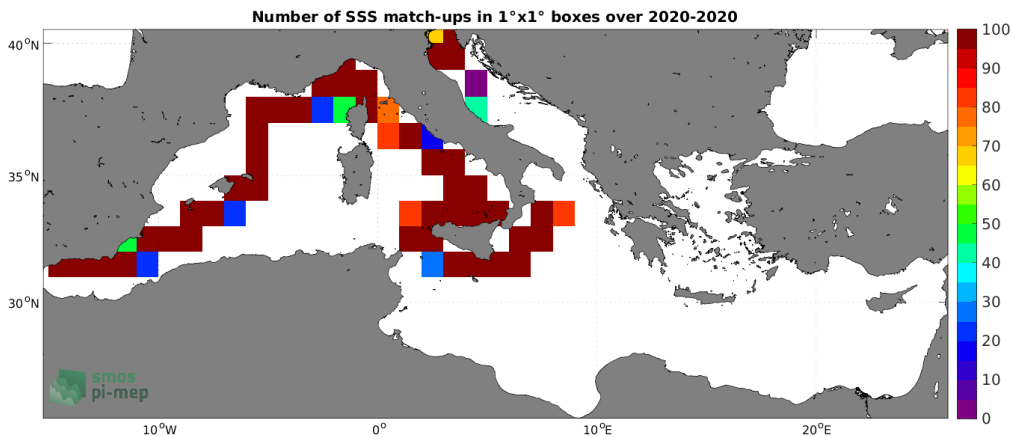 Number of SSS match-ups in 1°x1° boxes over 2020-2020
40°N
35°N
30°N
10°W
0°
10°E
20°E
100
90
80
70
60
50
40
30
20
10
0
smos
pi-mep